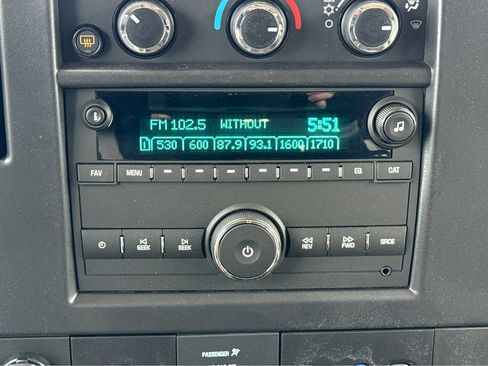 FM 102.5 WITHOUT 5:51
1 530 600 87.9 93.1 1600 1710
FAV MENU EQ CAT
SEEK SEEK REV FWD SRCE
PASSENGER